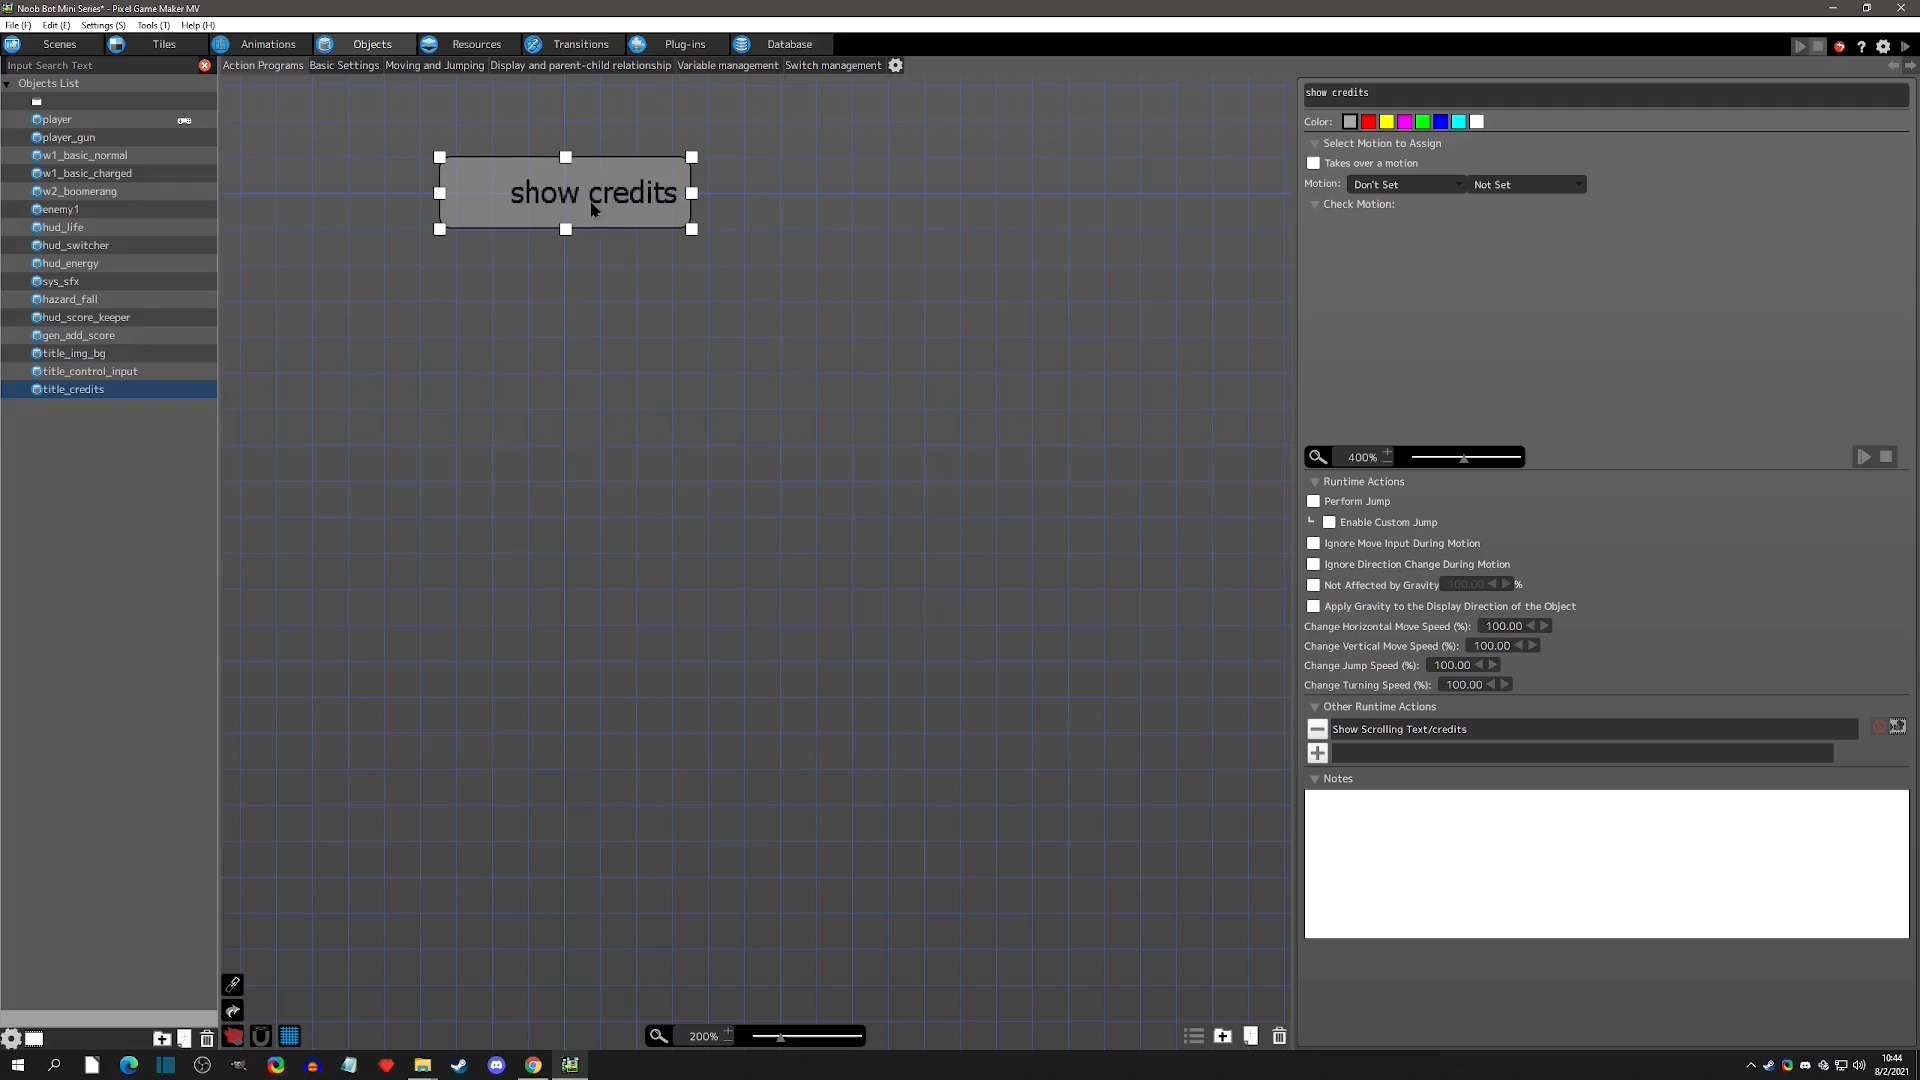 Noob Bot Mini Series* - Pixel Game Maker MV
File (F) Edit (E) Settings (S) Tools (T) Help (H)
Scenes Tiles Animations Objects Resources Transitions Plug-ins Database
Input Search Text
Action Programs Basic Settings Moving and Jumping Display and parent-child relationship Variable management Switch management
Objects List
player
player_gun
w1_basic_normal
w1_basic_charged
w2_boomerang
enemy1
hud_life
hud_switcher
hud_energy
sys_sfx
hazard_fall
hud_score_keeper
gen_add_score
title_img_bg
title_control_input
title_credits
show credits
200%
show credits
Color:
Select Motion to Assign
Takes over a motion
Motion: Don't Set Not Set
Check Motion:
400%
Runtime Actions
Perform Jump
Enable Custom Jump
Ignore Move Input During Motion
Ignore Direction Change During Motion
Not Affected by Gravity 100.00 %
Apply Gravity to the Display Direction of the Object
Change Horizontal Move Speed (%): 100.00
Change Vertical Move Speed (%): 100.00
Change Jump Speed (%): 100.00
Change Turning Speed (%): 100.00
Other Runtime Actions
Show Scrolling Text/credits
Notes
10:44
8/2/2021